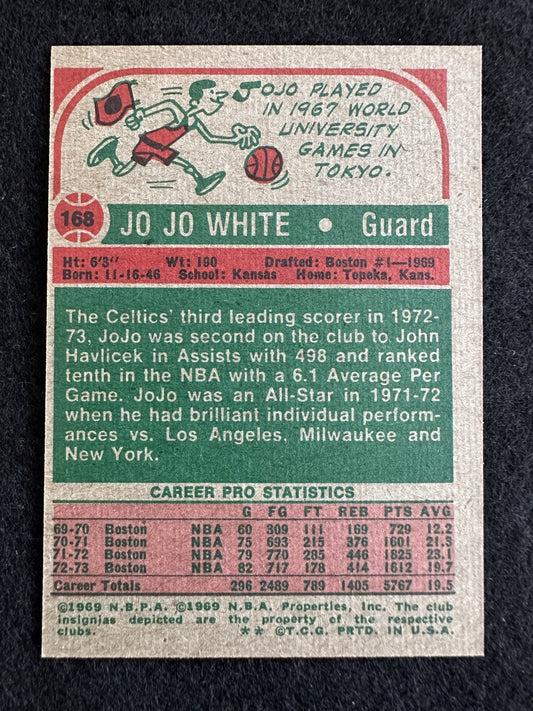 JOJO PLAYED
IN 1967 WORLD
UNIVERSITY
GAMES IN
TOKYO.
168 JO JO WHITE • Guard
Ht: 6'3" Wt: 190 Drafted: Boston #1—1969
Born: 11-16-46 School: Kansas Home: Topeka, Kans.
The Celtics' third leading scorer in 1972-
73, JoJo was second on the club to John
Havlicek in Assists with 498 and ranked
tenth in the NBA with a 6.1 Average Per
Game. JoJo was an All-Star in 1971-72
when he had brilliant individual perform-
ances vs. Los Angeles, Milwaukee and
New York.
CAREER PRO STATISTICS
G FG FT REB PTS AVG
69-70 Boston NBA 60 309 111 169 729 12.2
70-71 Boston NBA 75 693 215 376 1601 21.3
71-72 Boston NBA 79 770 285 446 1825 23.1
72-73 Boston NBA 82 717 178 414 1612 19.7
Career Totals 296 2489 789 1405 5767 19.5
©1969 N.B.P.A. ©1969 N.B.A. Properties, Inc. The club
insignias depicted are the property of the respective
clubs. ** ©T.C.G. PRTD. IN U.S.A.